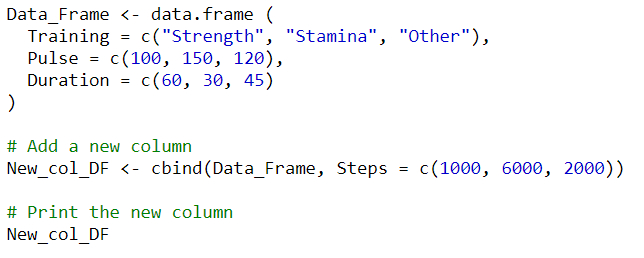 Data_Frame <- data.frame (
  Training = c("Strength", "Stamina", "Other"),
  Pulse = c(100, 150, 120),
  Duration = c(60, 30, 45)
)

# Add a new column
New_col_DF <- cbind(Data_Frame, Steps = c(1000, 6000, 2000))

# Print the new column
New_col_DF